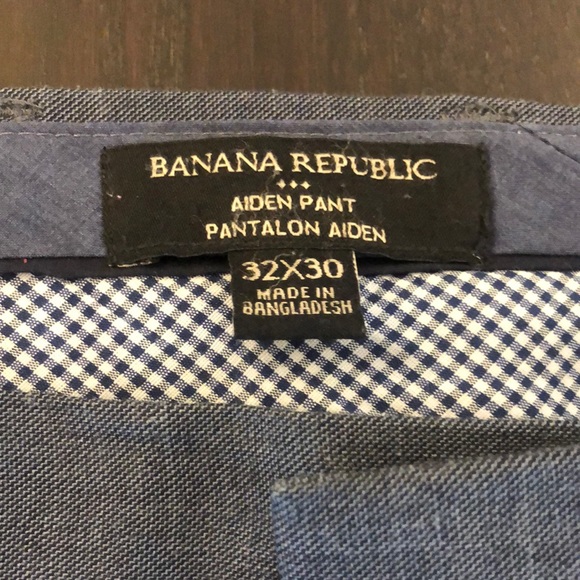 BANANA REPUBLIC
AIDEN PANT
PANTALON AIDEN
32X30
MADE IN
BANGLADESH